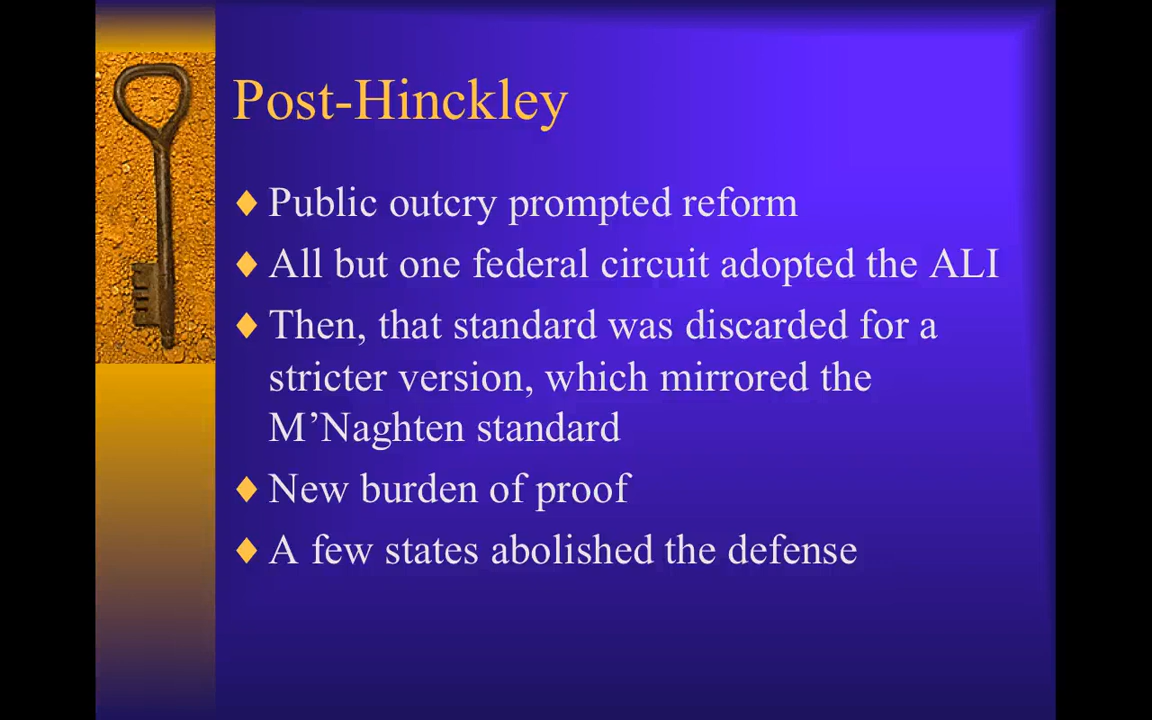 Post-Hinckley
Public outcry prompted reform
All but one federal circuit adopted the ALI
Then, that standard was discarded for a
stricter version, which mirrored the
M’Naghten standard
New burden of proof
A few states abolished the defense